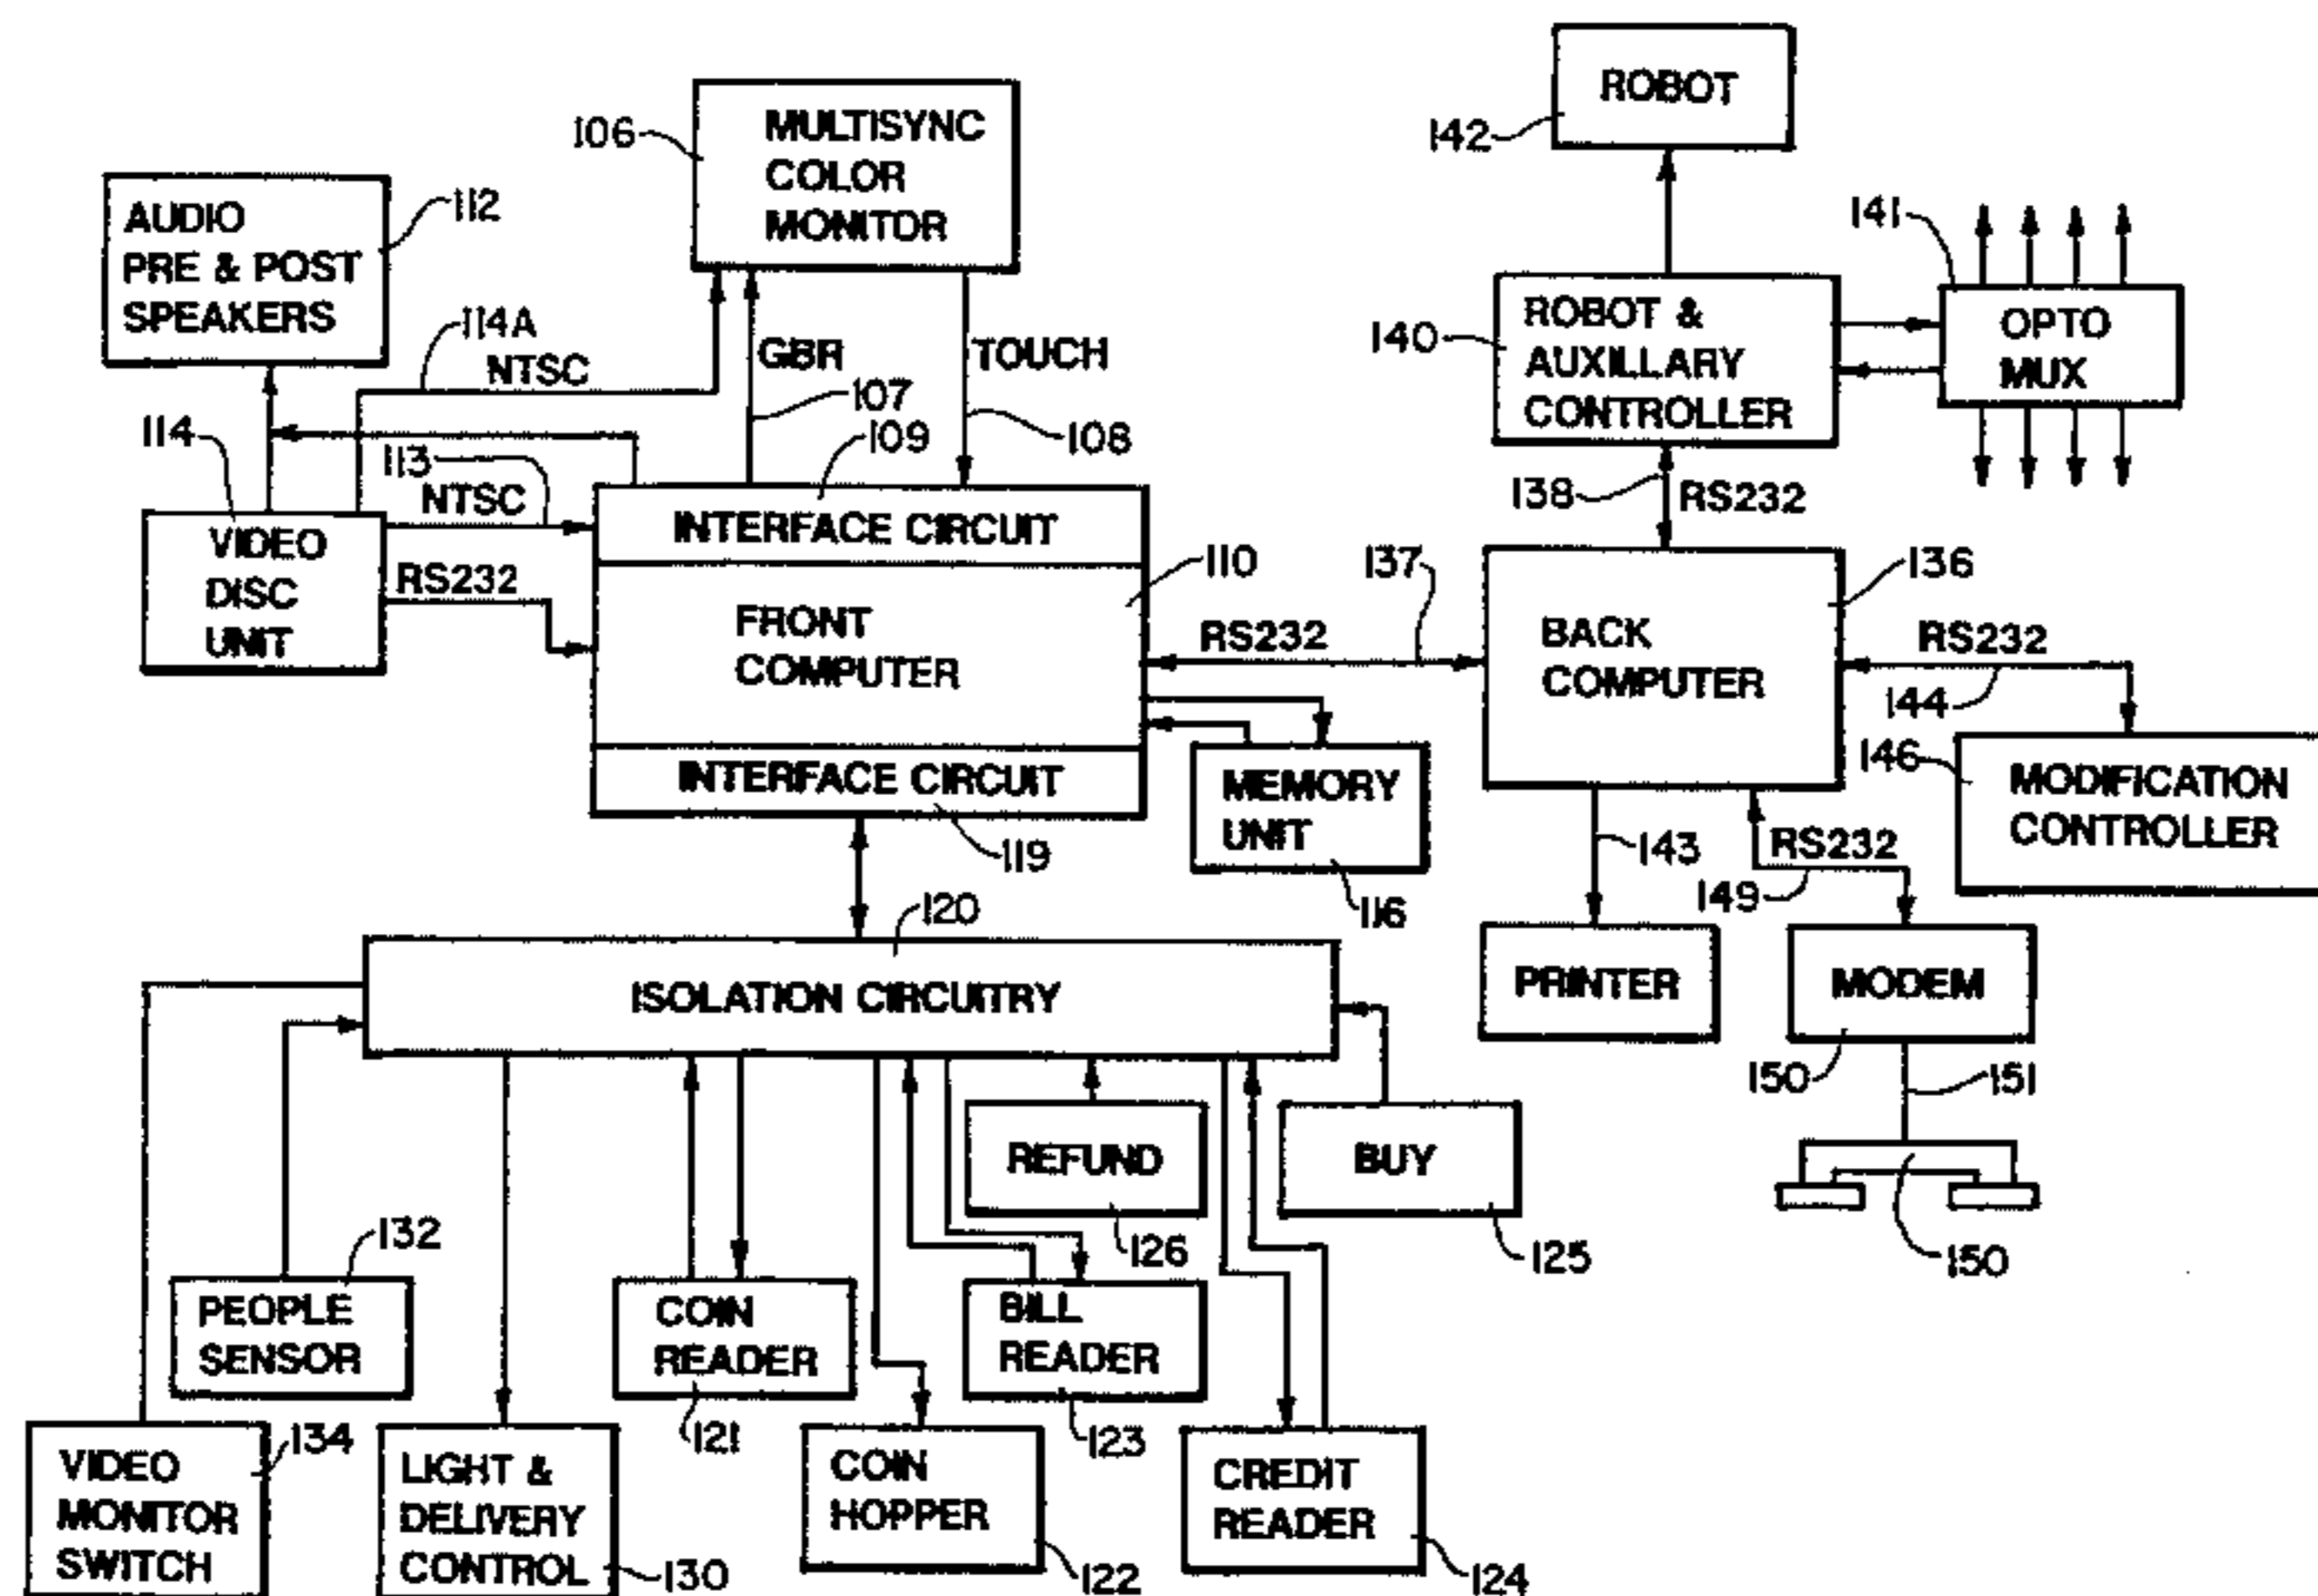 ROBOT
142
106
MULTISYNC
COLOR
MONITOR
AUDIO
PRE & POST
SPEAKERS
112
114A
NTSC
GBR
TOUCH
107
108
109
114
113
NTSC
VIDEO
DISC
UNIT
RS232
INTERFACE CIRCUIT
110
FRONT
COMPUTER
INTERFACE CIRCUIT
119
141
140
ROBOT &
AUXILLARY
CONTROLLER
OPTO
MUX
138
RS232
137
RS232
136
BACK
COMPUTER
RS232
144
146
MODIFICATION
CONTROLLER
MEMORY
UNIT
116
143
RS232
149
PRINTER
MODEM
150
151
150
120
ISOLATION CIRCUITRY
REFUND
126
BUY
125
132
PEOPLE
SENSOR
COIN
READER
121
BILL
READER
123
134
VIDEO
MONITOR
SWITCH
LIGHT &
DELIVERY
CONTROL
130
COIN
HOPPER
122
CREDIT
READER
124